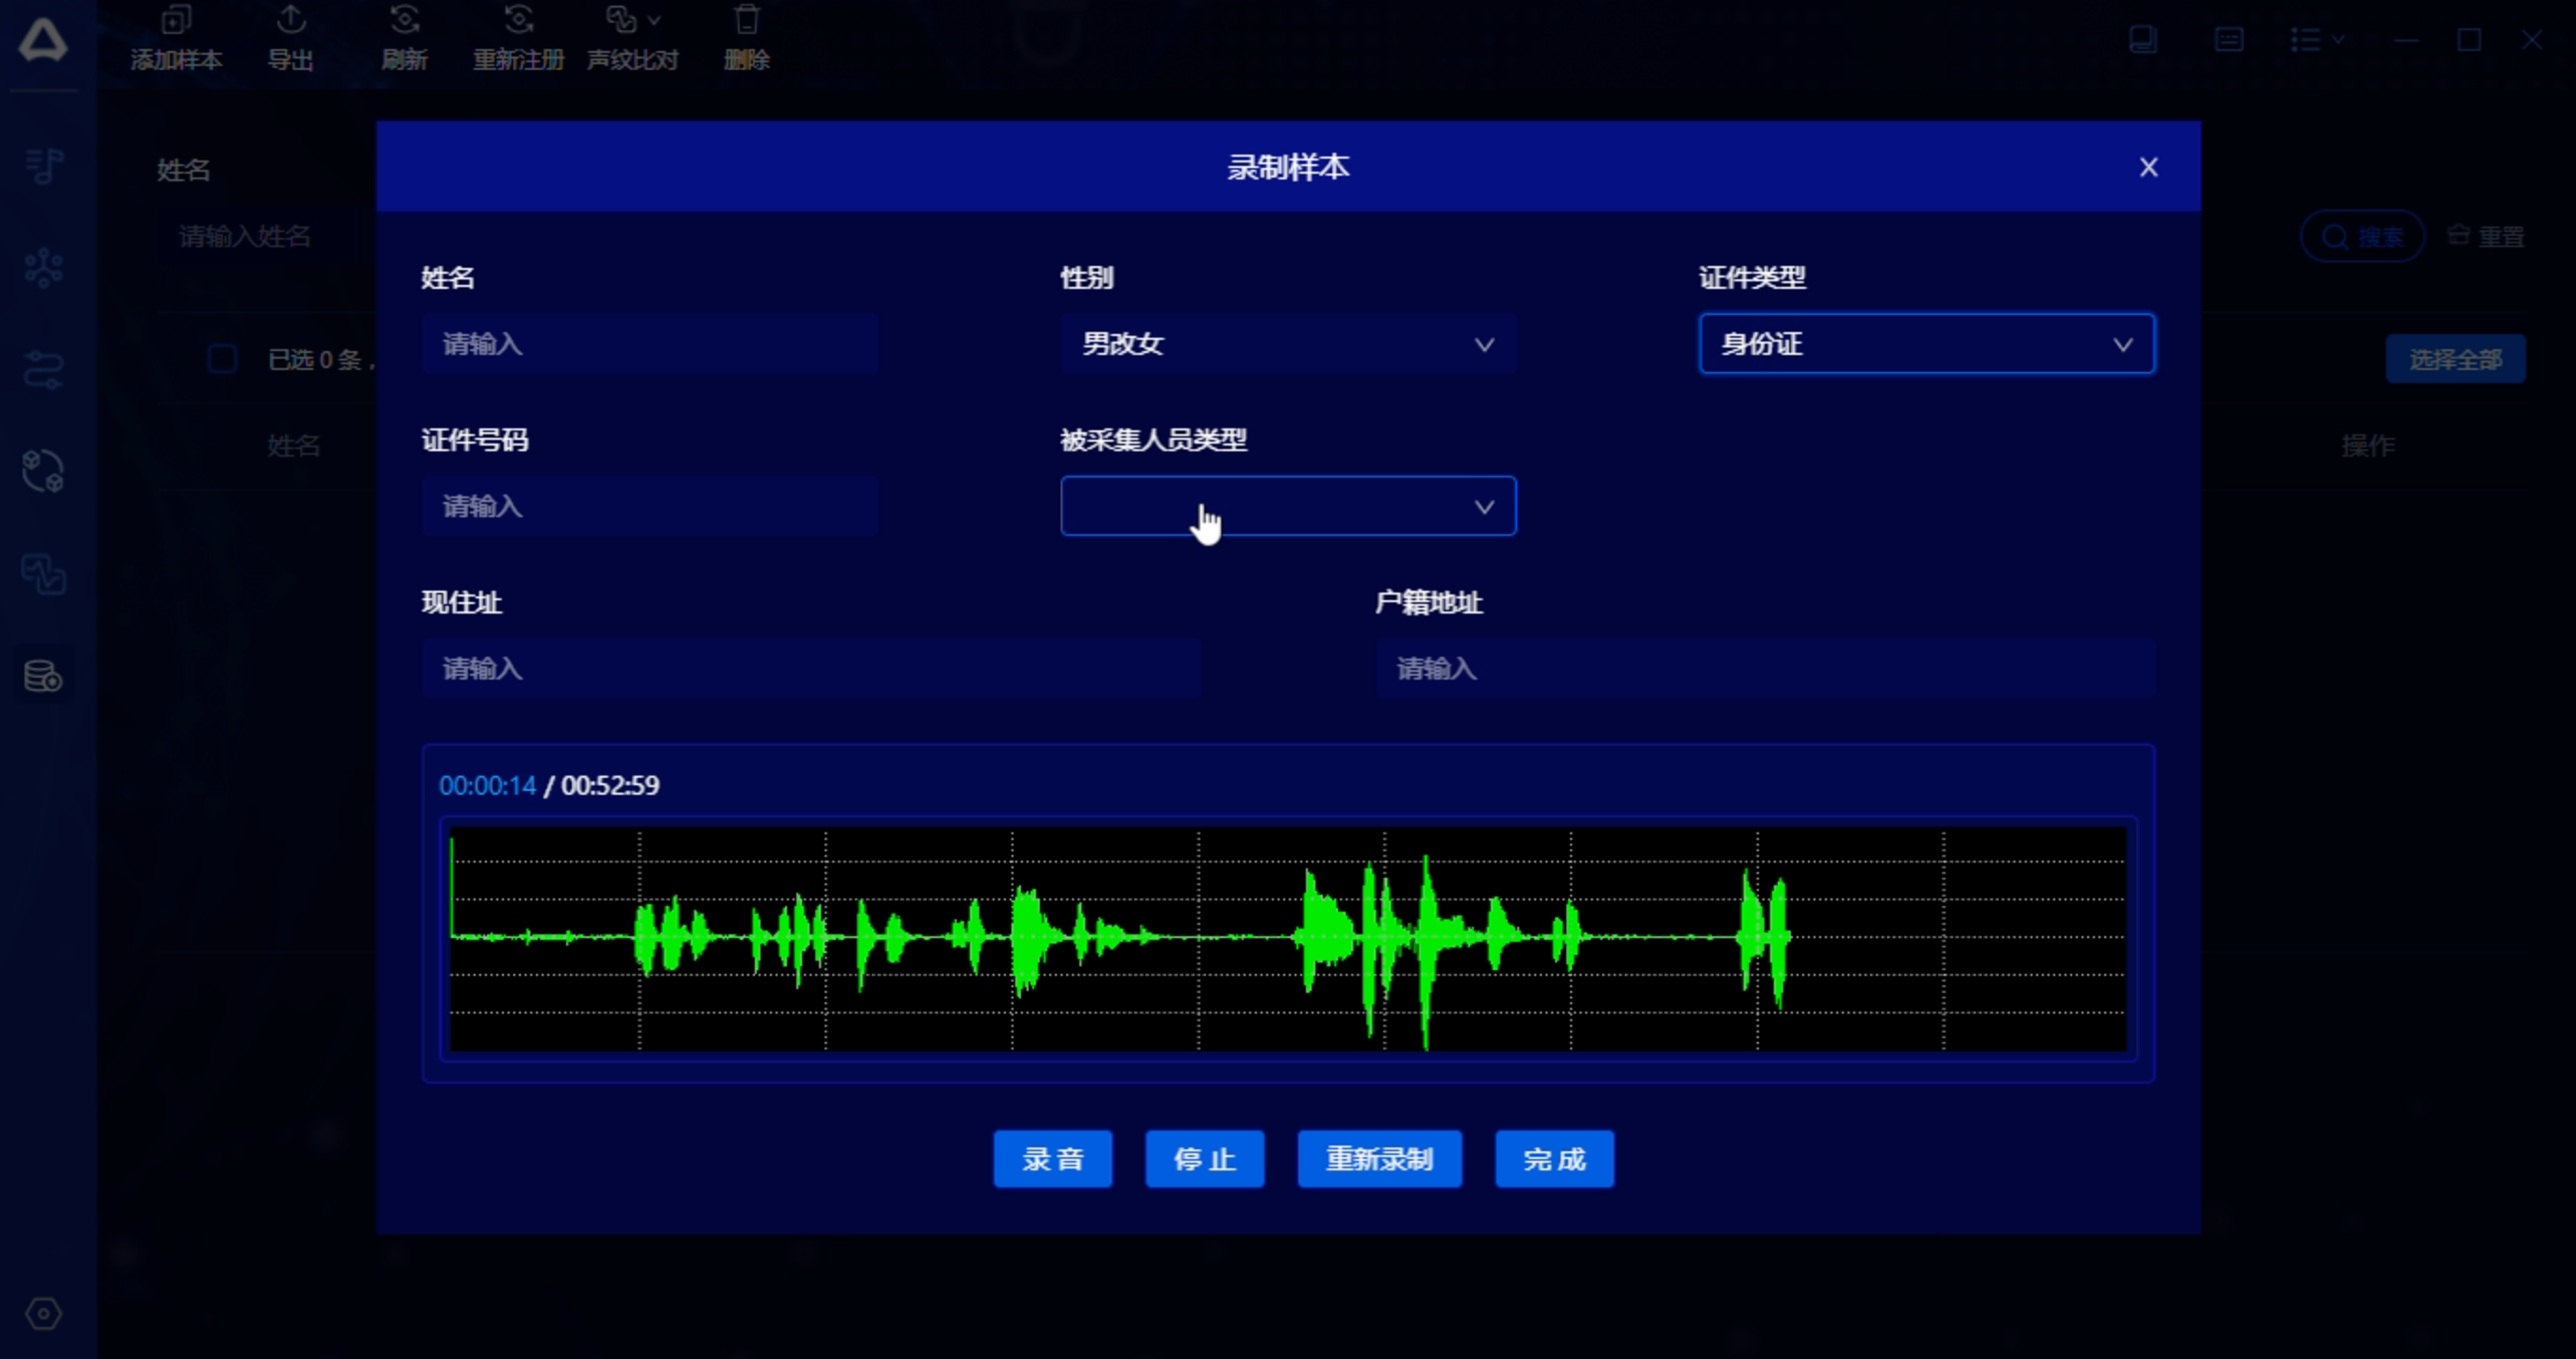 添加样本 导出 刷新 重新注册 声纹比对 删除
录制样本
姓名
请输入姓名
搜索 重置
姓名 性别 证件类型
请输入 男改女 身份证
已选 0 条，
选择全部
证件号码 被采集人员类型
姓名
操作
请输入
现住址 户籍地址
请输入 请输入
00:00:14 / 00:52:59
录音 停止 重新录制 完成